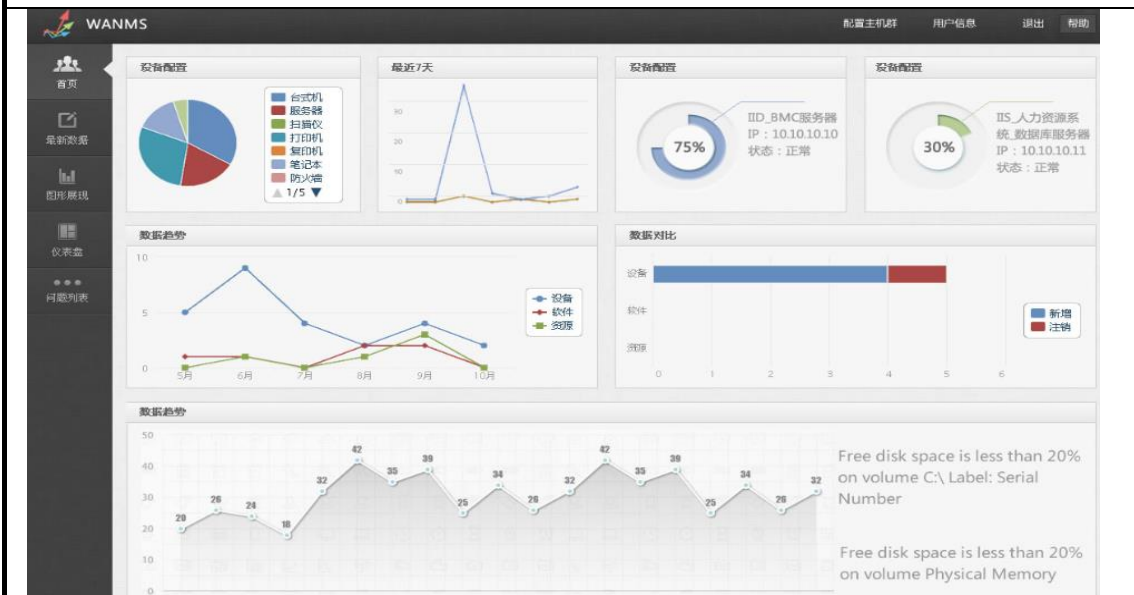 WANMS
配置主机群
用户信息
退出
帮助
首页
最新数据
图形展现
仪表盘
问题列表
设备配置
台式机
服务器
扫描仪
打印机
复印机
笔记本
防火墙
1/5
最近7天
30
20
10
0
设备配置
75%
IID_BMC服务器
IP：10.10.10.10
状态：正常
设备配置
30%
IIS_人力资源系
统_数据库服务器
IP：10.10.10.11
状态：正常
数据趋势
10
5
0
5月
6月
7月
8月
9月
10月
设备
软件
资源
数据对比
设备
软件
0
1
2
3
4
5
6
新增
注销
数据趋势
50
40
30
20
10
0
20
26
24
18
32
42
35
39
25
34
26
32
42
35
39
25
34
26
32
Free disk space is less than 20%
on volume C:\ Label: Serial
Number
Free disk space is less than 20%
on volume Physical Memory